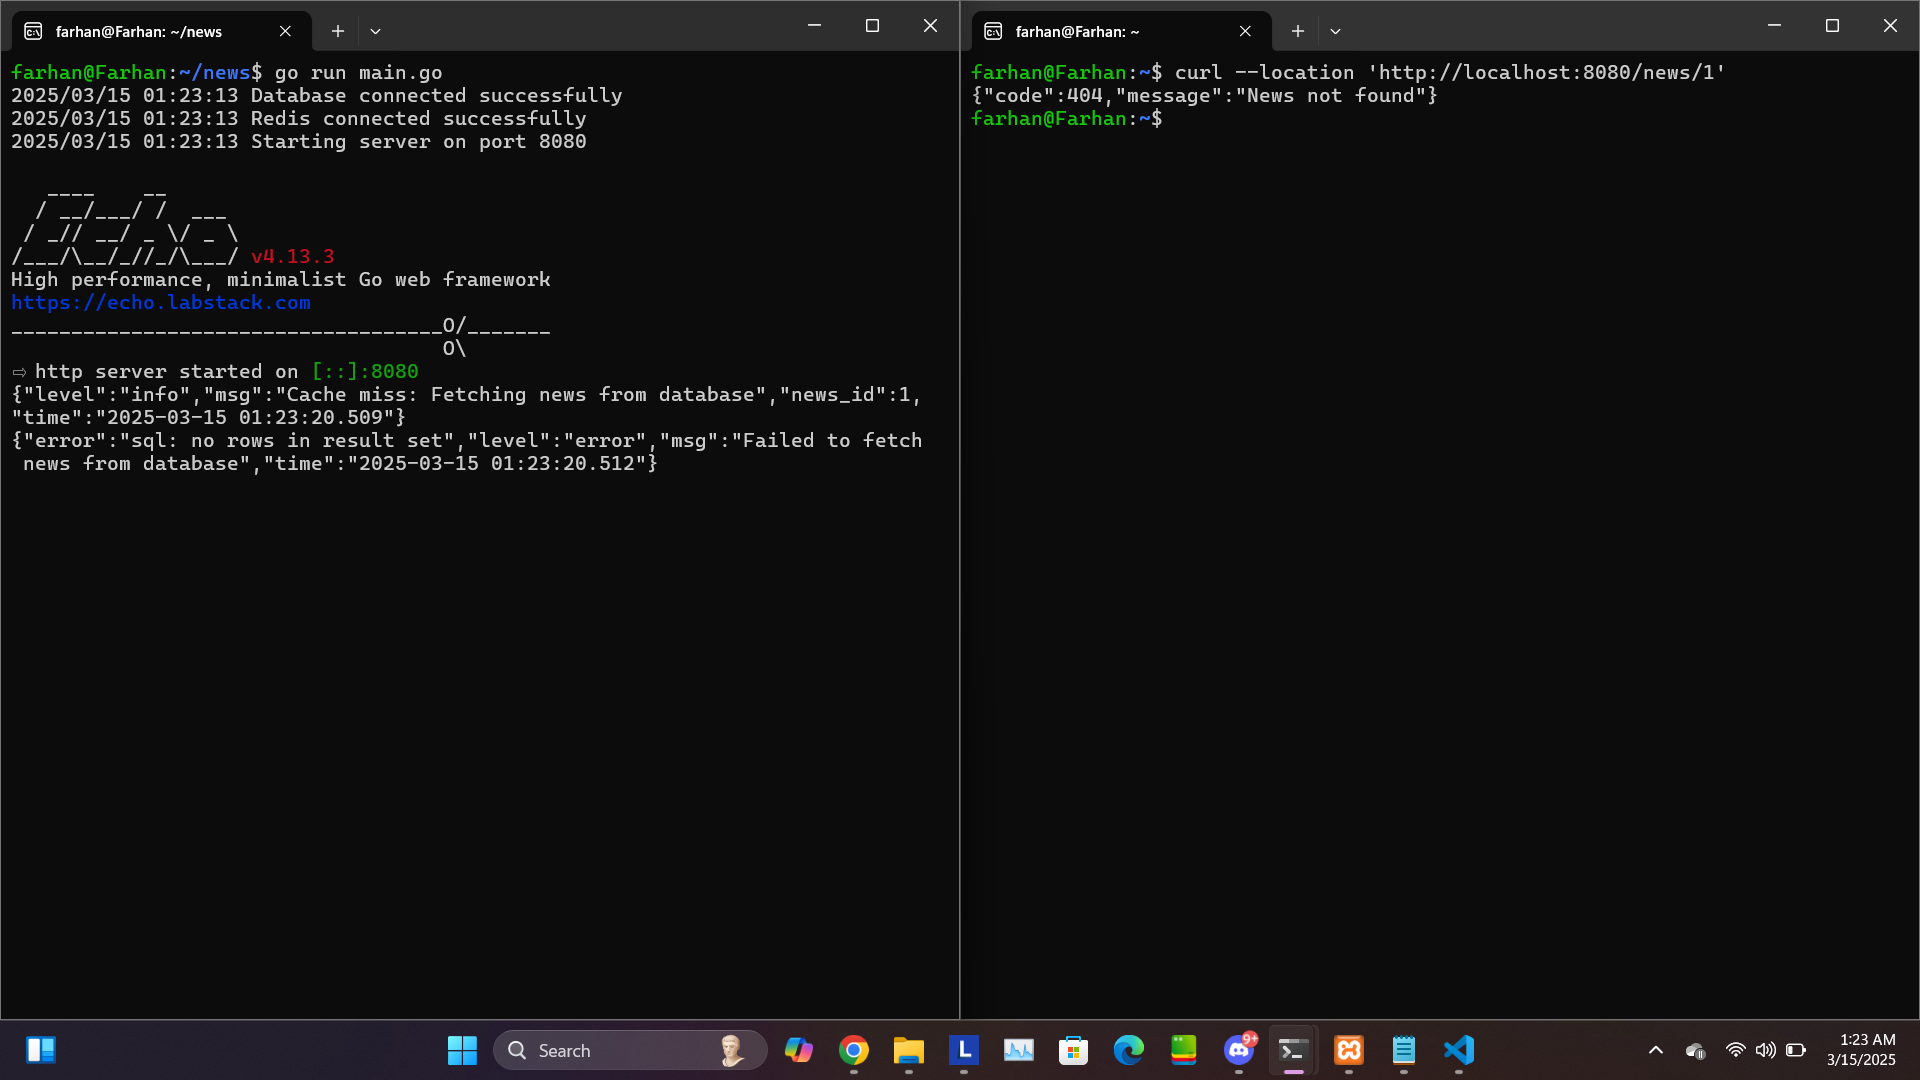 farhan@Farhan: ~/news
farhan@Farhan:~/news$ go run main.go
2025/03/15 01:23:13 Database connected successfully
2025/03/15 01:23:13 Redis connected successfully
2025/03/15 01:23:13 Starting server on port 8080
   ____    __
  / __/___/ /  ___
 / _// __/ _ \/ _ \
/___/\__/_//_/\___/ v4.13.3
High performance, minimalist Go web framework
https://echo.labstack.com
____________________________________O/_______
                                    O\
⇨ http server started on [::]:8080
{"level":"info","msg":"Cache miss: Fetching news from database","news_id":1,
"time":"2025-03-15 01:23:20.509"}
{"error":"sql: no rows in result set","level":"error","msg":"Failed to fetch
 news from database","time":"2025-03-15 01:23:20.512"}
farhan@Farhan: ~
farhan@Farhan:~$ curl --location 'http://localhost:8080/news/1'
{"code":404,"message":"News not found"}
farhan@Farhan:~$
Search
L
9+
1:23 AM
3/15/2025